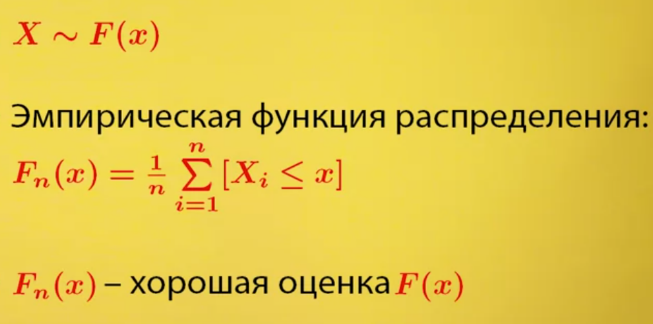 X ∼ F(x)
Эмпирическая функция распределения:
Fₙ(x) = 1/n ∑ᵢ₌₁ⁿ [Xᵢ ≤ x]
Fₙ(x) – хорошая оценка F(x)